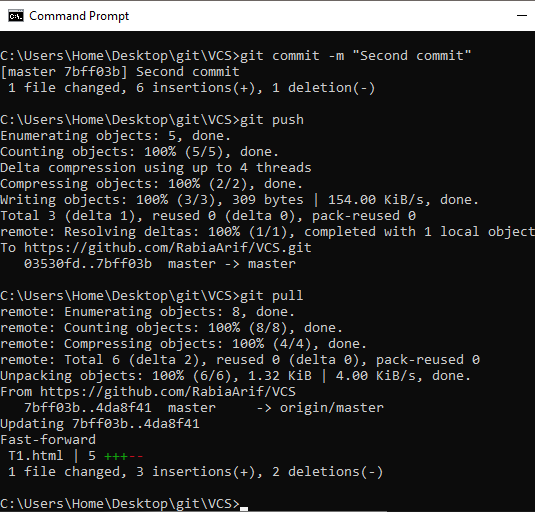 Command Prompt
C:\Users\Home\Desktop\git\VCS>git commit -m "Second commit"
[master 7bff03b] Second commit
 1 file changed, 6 insertions(+), 1 deletion(-)
C:\Users\Home\Desktop\git\VCS>git push
Enumerating objects: 5, done.
Counting objects: 100% (5/5), done.
Delta compression using up to 4 threads
Compressing objects: 100% (2/2), done.
Writing objects: 100% (3/3), 309 bytes | 154.00 KiB/s, done.
Total 3 (delta 1), reused 0 (delta 0), pack-reused 0
remote: Resolving deltas: 100% (1/1), completed with 1 local object
To https://github.com/RabiaArif/VCS.git
   03530fd..7bff03b  master -> master
C:\Users\Home\Desktop\git\VCS>git pull
remote: Enumerating objects: 8, done.
remote: Counting objects: 100% (8/8), done.
remote: Compressing objects: 100% (4/4), done.
remote: Total 6 (delta 2), reused 0 (delta 0), pack-reused 0
Unpacking objects: 100% (6/6), 1.32 KiB | 4.00 KiB/s, done.
From https://github.com/RabiaArif/VCS
   7bff03b..4da8f41  master     -> origin/master
Updating 7bff03b..4da8f41
Fast-forward
 T1.html | 5 +++--
 1 file changed, 3 insertions(+), 2 deletions(-)
C:\Users\Home\Desktop\git\VCS>